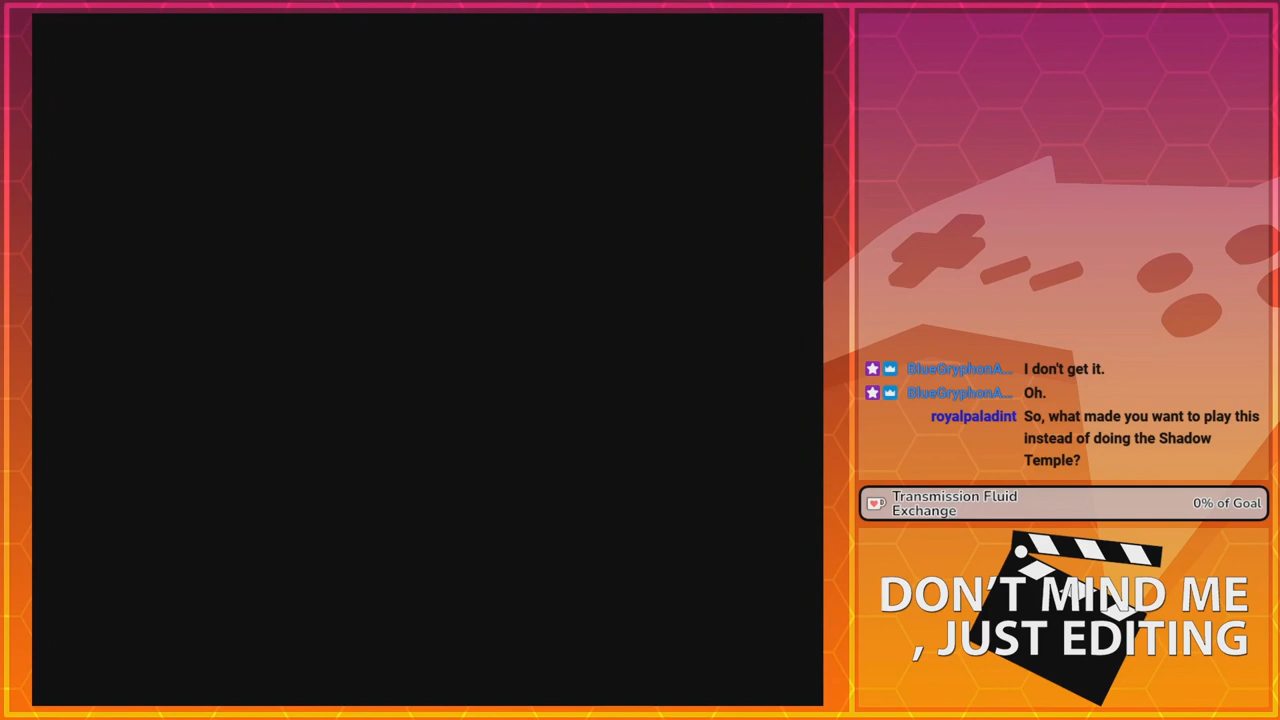 BlueGryphonA... I don't get it.
BlueGryphonA... Oh.
royalpaladint So, what made you want to play this
instead of doing the Shadow
Temple?
Transmission Fluid
Exchange
0% of Goal
DON'T MIND ME
, JUST EDITING